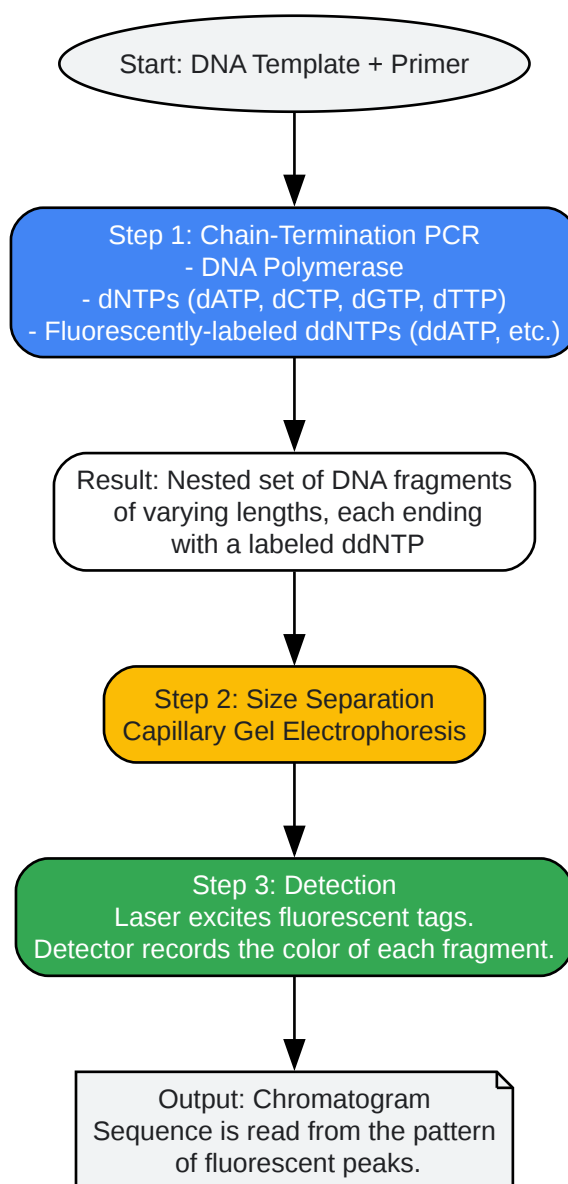 Start: DNA Template + Primer
Step 1: Chain-Termination PCR
- DNA Polymerase
- dNTPs (dATP, dCTP, dGTP, dTTP)
- Fluorescently-labeled ddNTPs (ddATP, etc.)
Result: Nested set of DNA fragments
of varying lengths, each ending
with a labeled ddNTP
Step 2: Size Separation
Capillary Gel Electrophoresis
Step 3: Detection
Laser excites fluorescent tags.
Detector records the color of each fragment.
Output: Chromatogram
Sequence is read from the pattern
of fluorescent peaks.